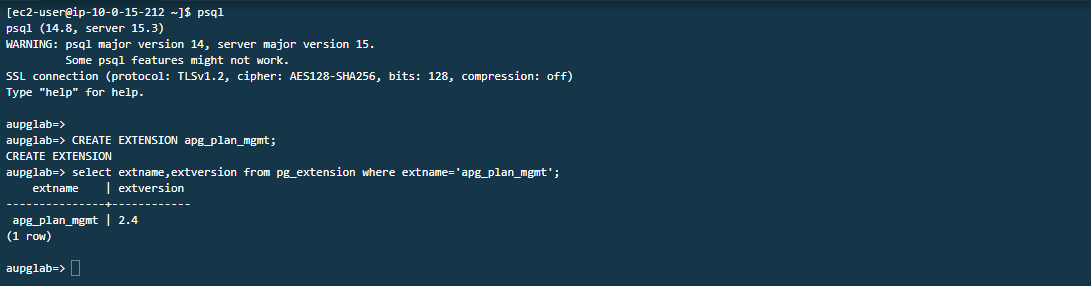 [ec2-user@ip-10-0-15-212 ~]$ psql
psql (14.8, server 15.3)
WARNING: psql major version 14, server major version 15.
         Some psql features might not work.
SSL connection (protocol: TLSv1.2, cipher: AES128-SHA256, bits: 128, compression: off)
Type "help" for help.

aupglab=>
aupglab=> CREATE EXTENSION apg_plan_mgmt;
CREATE EXTENSION
aupglab=> select extname,extversion from pg_extension where extname='apg_plan_mgmt';
    extname    | extversion
---------------+------------
 apg_plan_mgmt | 2.4
(1 row)

aupglab=>